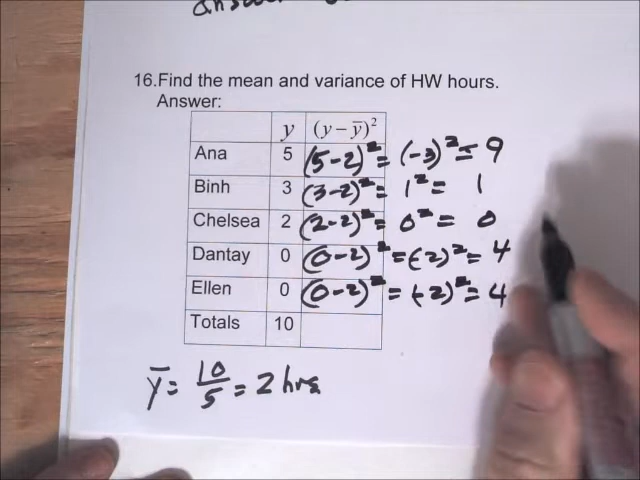 16.Find the mean and variance of HW hours.
Answer:
y (y − ȳ)²
Ana 5 (5-2)² = (-3)² = 9
Binh 3 (3-2)² = 1² = 1
Chelsea 2 (2-2)² = 0² = 0
Dantay 0 (0-2)² = (-2)² = 4
Ellen 0 (0-2)² = (-2)² = 4
Totals 10
ȳ = 10/5 = 2 hrs